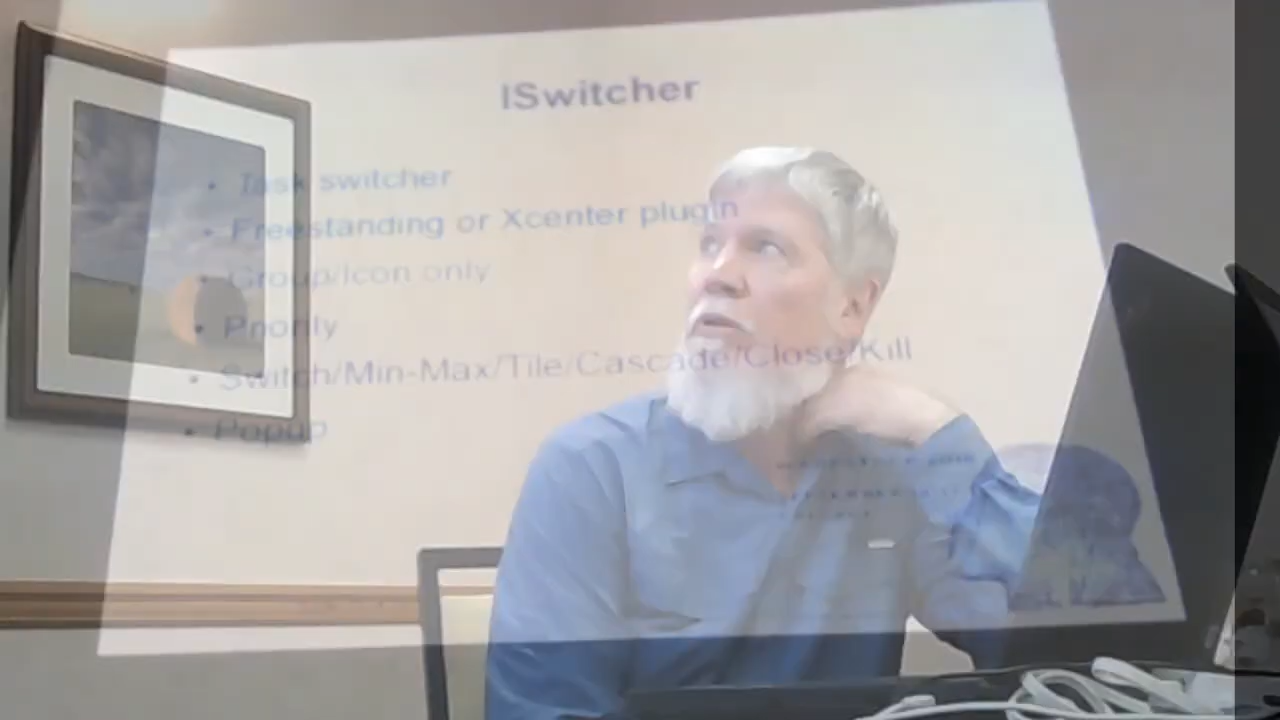 ISwitcher
• Task switcher
• Freestanding or Xcenter plugin
• Group/Icon only
• Priority
• Switch/Min-Max/Tile/Cascade/Close/Kill
• Popup